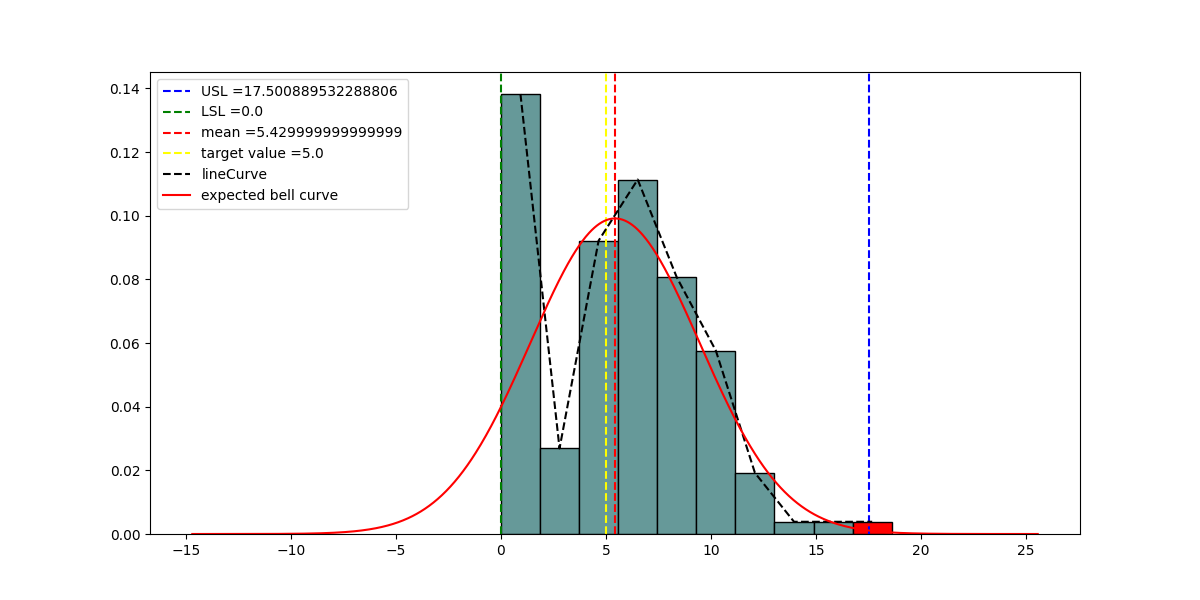 USL =17.500889532288806
LSL =0.0
mean =5.429999999999999
target value =5.0
lineCurve
expected bell curve
0.14
0.12
0.10
0.08
0.06
0.04
0.02
0.00
−15 −10 −5 0 5 10 15 20 25